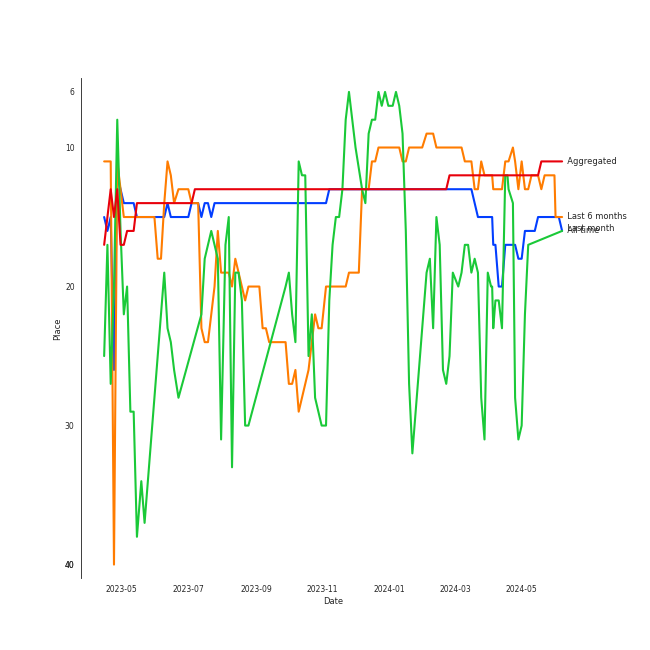 6
10
Aggregated
Last 6 months
Last month
All time
20
Place
30
40
2023-05
2023-07
2023-09
2023-11
2024-01
2024-03
2024-05
Date